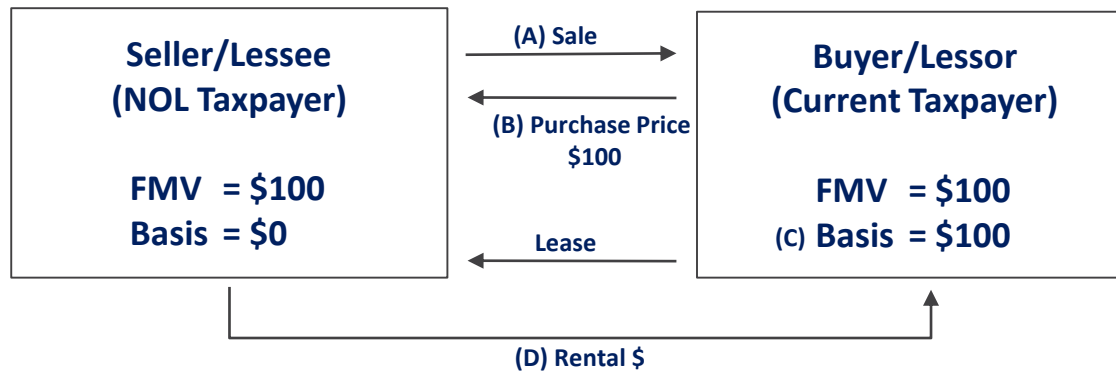 Seller/Lessee
(NOL Taxpayer)
FMV = $100
Basis = $0
(A) Sale
(B) Purchase Price
$100
Lease
Buyer/Lessor
(Current Taxpayer)
FMV = $100
(C) Basis = $100
(D) Rental $